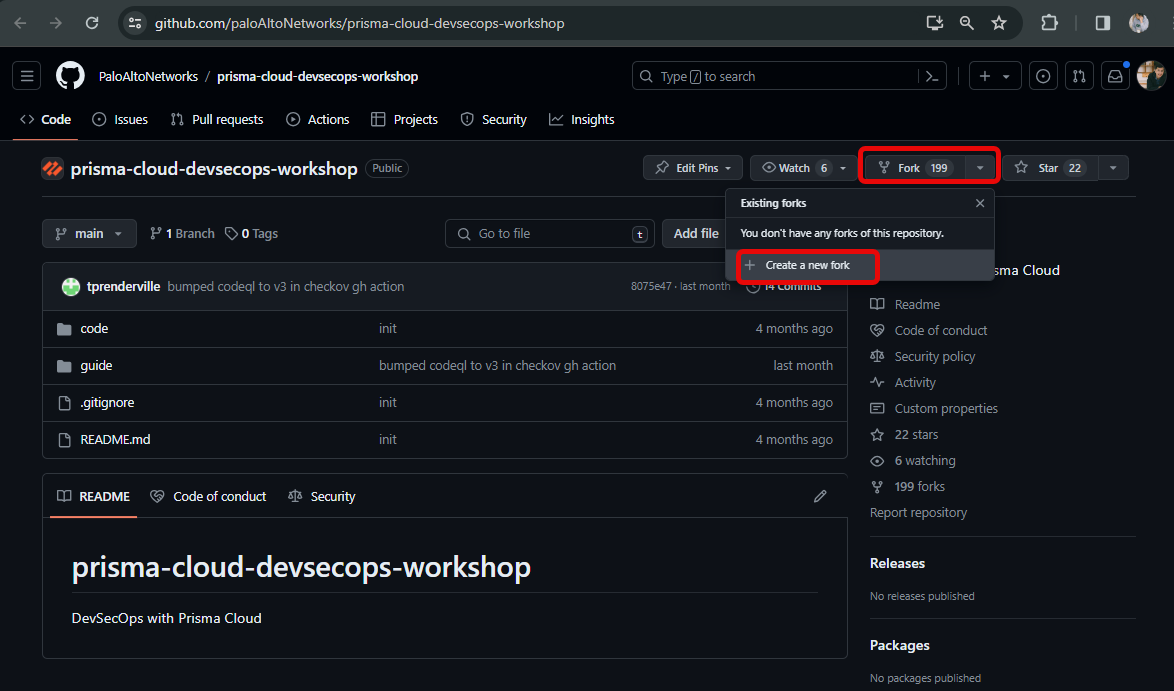 github.com/paloAltoNetworks/prisma-cloud-devsecops-workshop
PaloAltoNetworks / prisma-cloud-devsecops-workshop
Type / to search
Code Issues Pull requests Actions Projects Security Insights
prisma-cloud-devsecops-workshop Public
Edit Pins Watch 6 Fork 199 Star 22
Existing forks
You don't have any forks of this repository.
Create a new fork
main 1 Branch 0 Tags Go to file t Add file
sma Cloud
tprenderville bumped codeql to v3 in checkov gh action 8075e47 · last month 14 Commits
code init 4 months ago
guide bumped codeql to v3 in checkov gh action last month
.gitignore init 4 months ago
README.md init 4 months ago
Readme
Code of conduct
Security policy
Activity
Custom properties
22 stars
6 watching
199 forks
Report repository
README Code of conduct Security
prisma-cloud-devsecops-workshop
DevSecOps with Prisma Cloud
Releases
No releases published
Packages
No packages published